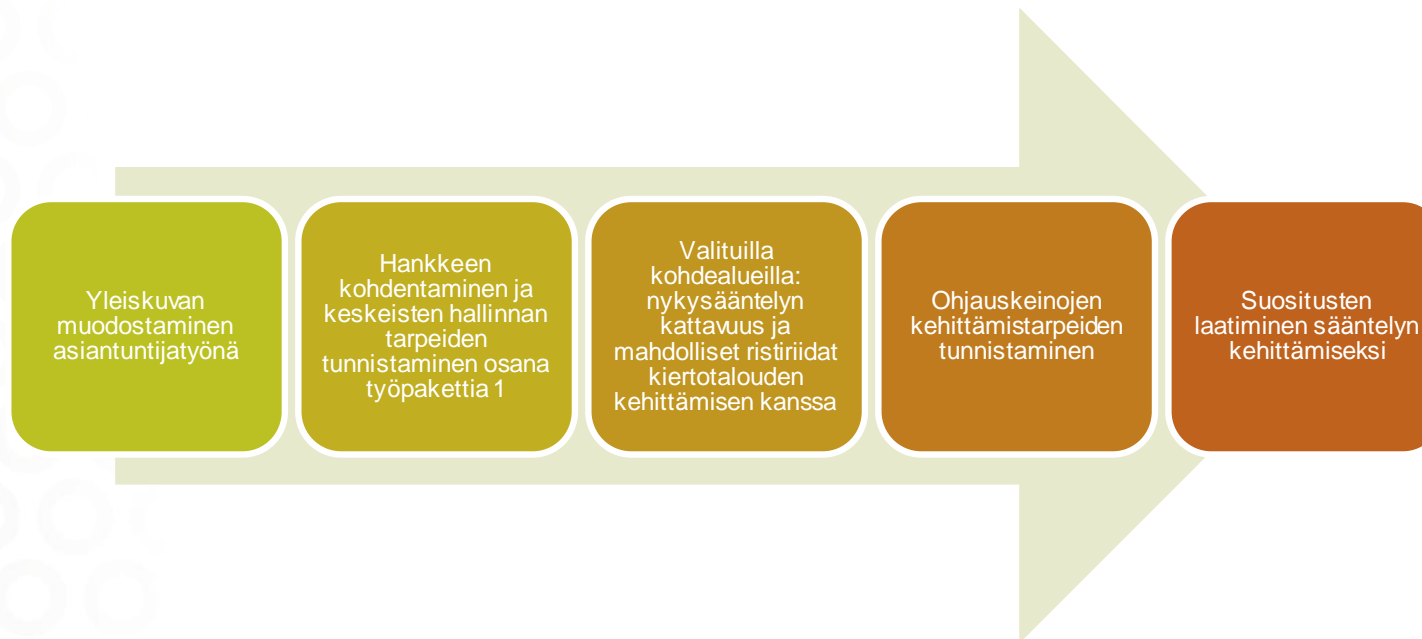 Yleiskuvan
muodostaminen
asiantuntijatyönä
Hankkeen
kohdentaminen ja
keskeisten hallinnan
tarpeiden
tunnistaminen osana
työpakettia 1
Valituilla
kohdealueilla:
nykysääntelyn
kattavuus ja
mahdolliset ristiriidat
kiertotalouden
kehittämisen kanssa
Ohjauskeinojen
kehittämistarpeiden
tunnistaminen
Suositusten
laatiminen sääntelyn
kehittämiseksi